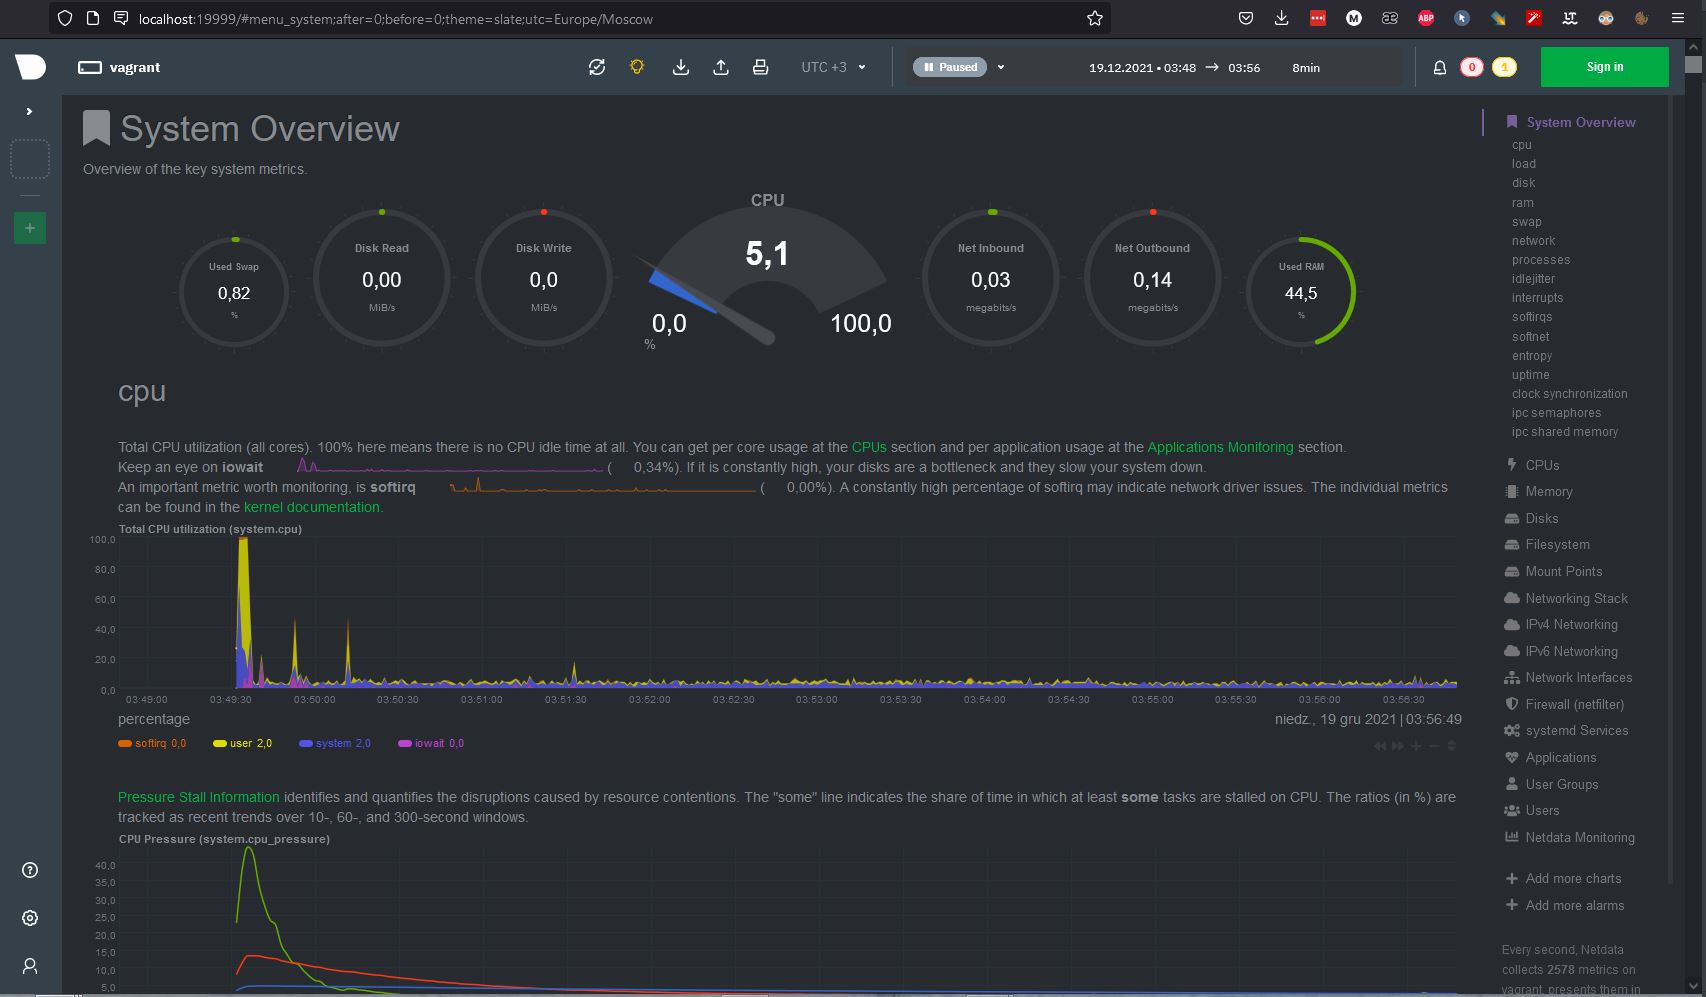 localhost:19999/#menu_system;after=0;before=0;theme=slate;utc=Europe/Moscow
vagrant
UTC +3
Paused
19.12.2021 • 03:48 → 03:56
8min
0
1
Sign in
System Overview
Overview of the key system metrics.
Used Swap
0,82
%
Disk Read
0,00
MiB/s
Disk Write
0,0
MiB/s
CPU
5,1
0,0
100,0
%
Net Inbound
0,03
megabits/s
Net Outbound
0,14
megabits/s
Used RAM
44,5
%
cpu
Total CPU utilization (all cores). 100% here means there is no CPU idle time at all. You can get per core usage at the CPUs section and per application usage at the Applications Monitoring section.
Keep an eye on iowait ( 0,34%). If it is constantly high, your disks are a bottleneck and they slow your system down.
An important metric worth monitoring, is softirq ( 0,00%). A constantly high percentage of softirq may indicate network driver issues. The individual metrics
can be found in the kernel documentation.
Total CPU utilization (system.cpu)
100,0
80,0
60,0
40,0
20,0
0,0
03:49:00 03:49:30 03:50:00 03:50:30 03:51:00 03:51:30 03:52:00 03:52:30 03:53:00 03:53:30 03:54:00 03:54:30 03:55:00 03:55:30 03:56:00 03:56:30
percentage
niedz., 19 gru 2021 | 03:56:49
softirq 0,0 user 2,0 system 2,0 iowait 0,0
Pressure Stall Information identifies and quantifies the disruptions caused by resource contentions. The "some" line indicates the share of time in which at least some tasks are stalled on CPU. The ratios (in %) are
tracked as recent trends over 10-, 60-, and 300-second windows.
CPU Pressure (system.cpu_pressure)
40,0
35,0
30,0
25,0
20,0
15,0
10,0
5,0
System Overview
cpu
load
disk
ram
swap
network
processes
idlejitter
interrupts
softirqs
softnet
entropy
uptime
clock synchronization
ipc semaphores
ipc shared memory
CPUs
Memory
Disks
Filesystem
Mount Points
Networking Stack
IPv4 Networking
IPv6 Networking
Network Interfaces
Firewall (netfilter)
systemd Services
Applications
User Groups
Users
Netdata Monitoring
Add more charts
Add more alarms
Every second, Netdata
collects 2578 metrics on
vagrant, presents them in